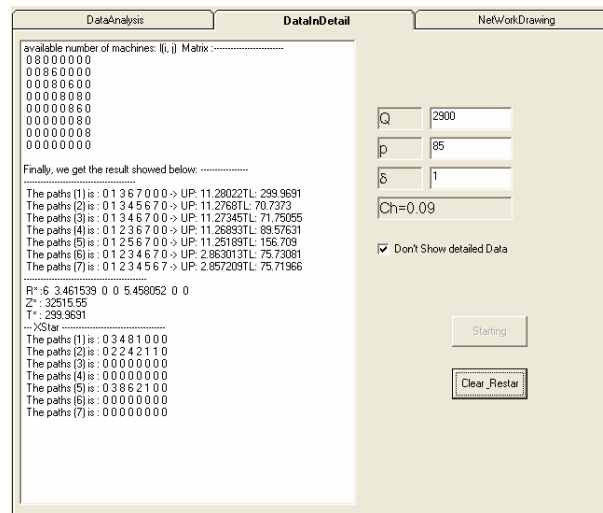 DataAnalysis DataInDetail NetWorkDrawing
available number of machines: l(i, j) Matrix :------------------------
0 8 0 0 0 0 0 0
0 0 8 6 0 0 0 0
0 0 0 8 0 6 0 0
0 0 0 0 8 0 8 0
0 0 0 0 0 8 6 0
0 0 0 0 0 0 8 0
0 0 0 0 0 0 0 8
0 0 0 0 0 0 0 0
Finally, we get the result showed below: ----------------
-------------------------------------
The paths (1) is : 0 1 3 6 7 0 0 0 -> UP: 11.28022TL: 299.9691
The paths (2) is : 0 1 3 4 5 6 7 0 -> UP: 11.2768TL: 70.7373
The paths (3) is : 0 1 3 4 6 7 0 0 -> UP: 11.27345TL: 71.75055
The paths (4) is : 0 1 2 3 6 7 0 0 -> UP: 11.26893TL: 89.57631
The paths (5) is : 0 1 2 5 6 7 0 0 -> UP: 11.25189TL: 156.709
The paths (6) is : 0 1 2 3 4 6 7 0 -> UP: 2.863013TL: 75.73081
The paths (7) is : 0 1 2 3 4 5 6 7 -> UP: 2.857209TL: 75.71966
-----------------------------------------
R* :6 3.461539 0 0 5.458052 0 0
Z* : 32515.55
T* : 299.9691
--- XStar ------------------------------------
The paths (1) is : 0 3 4 8 1 0 0 0
The paths (2) is : 0 2 2 4 2 1 1 0
The paths (3) is : 0 0 0 0 0 0 0 0
The paths (4) is : 0 0 0 0 0 0 0 0
The paths (5) is : 0 3 8 6 2 1 0 0
The paths (6) is : 0 0 0 0 0 0 0 0
The paths (7) is : 0 0 0 0 0 0 0 0
Q 2900
p 85
δ 1
Ch=0.09
Don't Show detailed Data
Starting
Clear_Restar